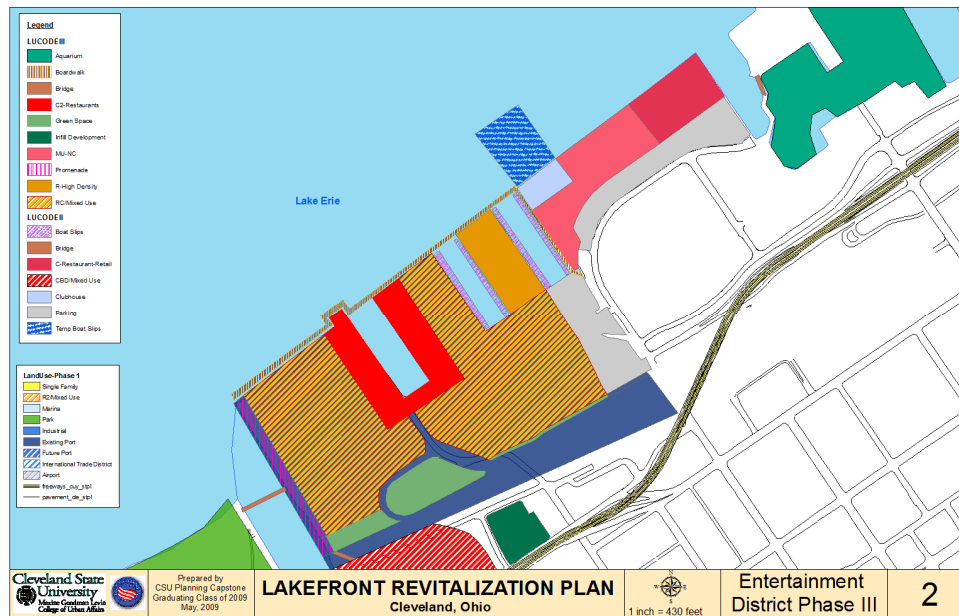 Legend
LUCODEIII
Aquarium
Boardwalk
Bridge
C2-Restaurants
Green Space
Infill Development
MU-NC
Promenade
R-High Density
RC/Mixed Use
LUCODEII
Boat Slips
Bridge
C-Restaurant-Retail
CBD/Mixed Use
Clubhouse
Parking
Temp Boat Slips
LandUse-Phase 1
Single Family
R2/Mixed Use
Marina
Park
Industrial
Existing Port
Future Port
International Trade District
Airport
freeways_cuy_stpl
pavement_de_stpl
Lake Erie
Cleveland State
University
Maxine Goodman Levin
College of Urban Affairs
Prepared by
CSU Planning Capstone
Graduating Class of 2009
May, 2009
LAKEFRONT REVITALIZATION PLAN
Cleveland, Ohio
1 inch = 430 feet
Entertainment
District Phase III
2